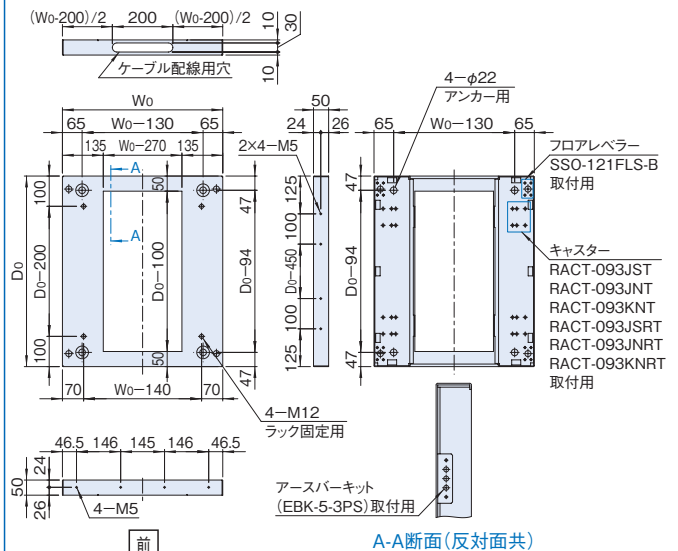 (W0-200)/2
200
(W0-200)/2
10
30
10
ケーブル配線用穴
W0
65
W0-130
65
135
W0-270
135
A
A
100
D0
D0-200
100
50
D0-100
50
47
D0-94
47
70
W0-140
70
4-M12
ラック固定用
50
24
26
2×4-M5
125
100
D0-450
100
125
4-φ22
アンカー用
65
W0-130
65
47
D0-94
47
フロアレベラー
SSO-121FLS-B
取付用
キャスター
RACT-093JST
RACT-093JNT
RACT-093KNT
RACT-093JSRT
RACT-093JNRT
RACT-093KNRT
取付用
46.5
146
145
146
46.5
24
50
26
4-M5
前
アースバーキット
(EBK-5-3PS)取付用
A-A断面(反対面共)